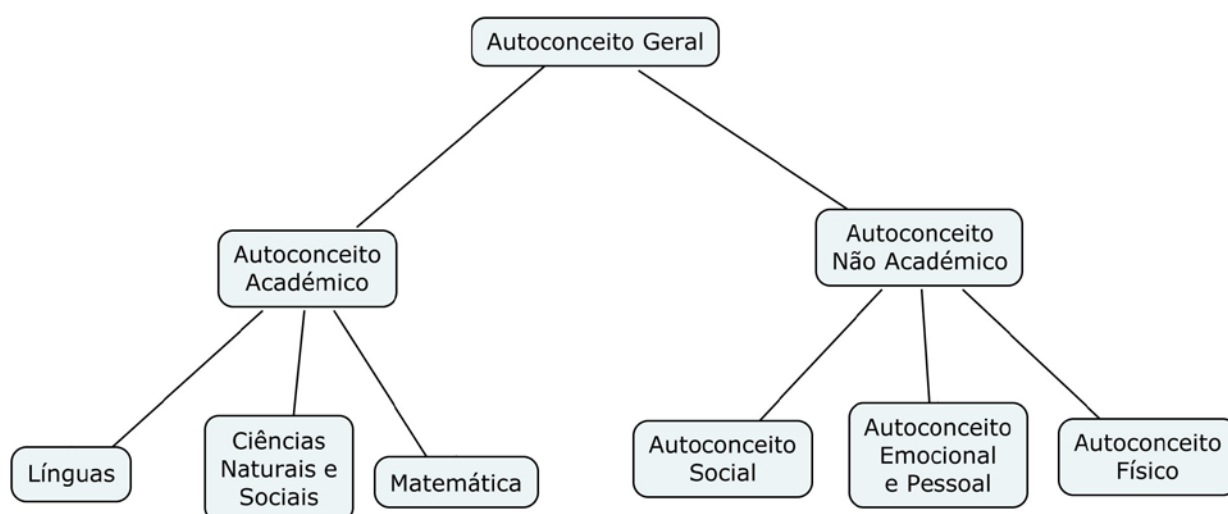 Autoconceito Geral
Autoconceito
Académico
Autoconceito
Não Académico
Línguas
Ciências
Naturais e
Sociais
Matemática
Autoconceito
Social
Autoconceito
Emocional
e Pessoal
Autoconceito
Físico